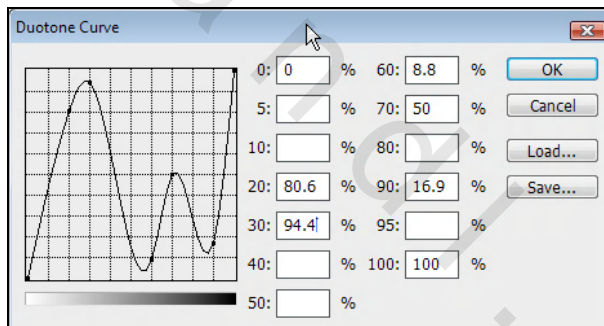 Duotone Curve
0: 0 % 60: 8.8 % OK
5: % 70: 50 % Cancel
10: % 80: % Load...
20: 80.6 % 90: 16.9 % Save...
30: 94.4 % 95: %
40: % 100: 100 %
50: %